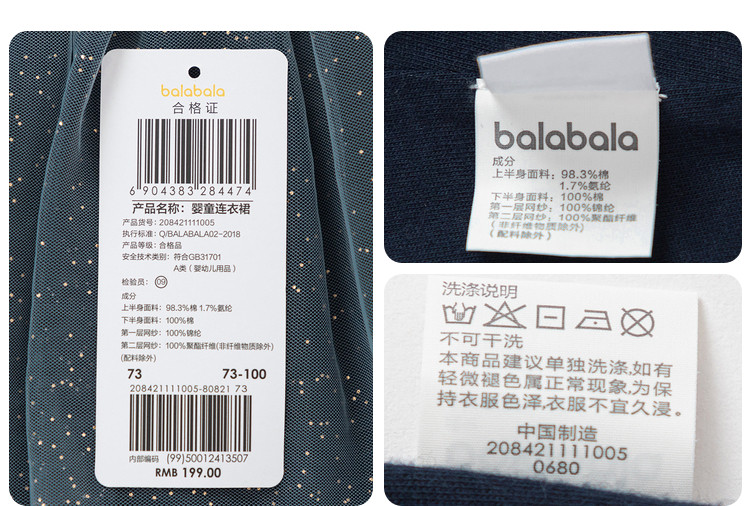 balabala
合格证
6 904383 284474
产品名称：婴童连衣裙
产品货号：208421111005
执行标准：Q/BALABALA02-2018
产品等级：合格品
安全技术类别：符合GB31701
A类（婴幼儿用品）
检验员：09
成分
上半身面料：98.3%棉 1.7%氨纶
下半身面料：100%棉
第一层网纱：100%锦纶
第二层网纱：100%聚酯纤维(非纤维物质除外)
(配料除外)
73 73-100
208421111005-80821 73
内部编码 (99)50012413507
RMB 199.00
balabala
成分
上半身面料：98.3%棉
1.7%氨纶
下半身面料：100%棉
第一层网纱：100%锦纶
第二层网纱：100%聚酯纤维
(非纤维物质除外)
(配料除外)
洗涤说明
不可干洗
本商品建议单独洗涤,如有
轻微褪色属正常现象,为保
持衣服色泽,衣服不宜久浸。
中国制造
208421111005
0680